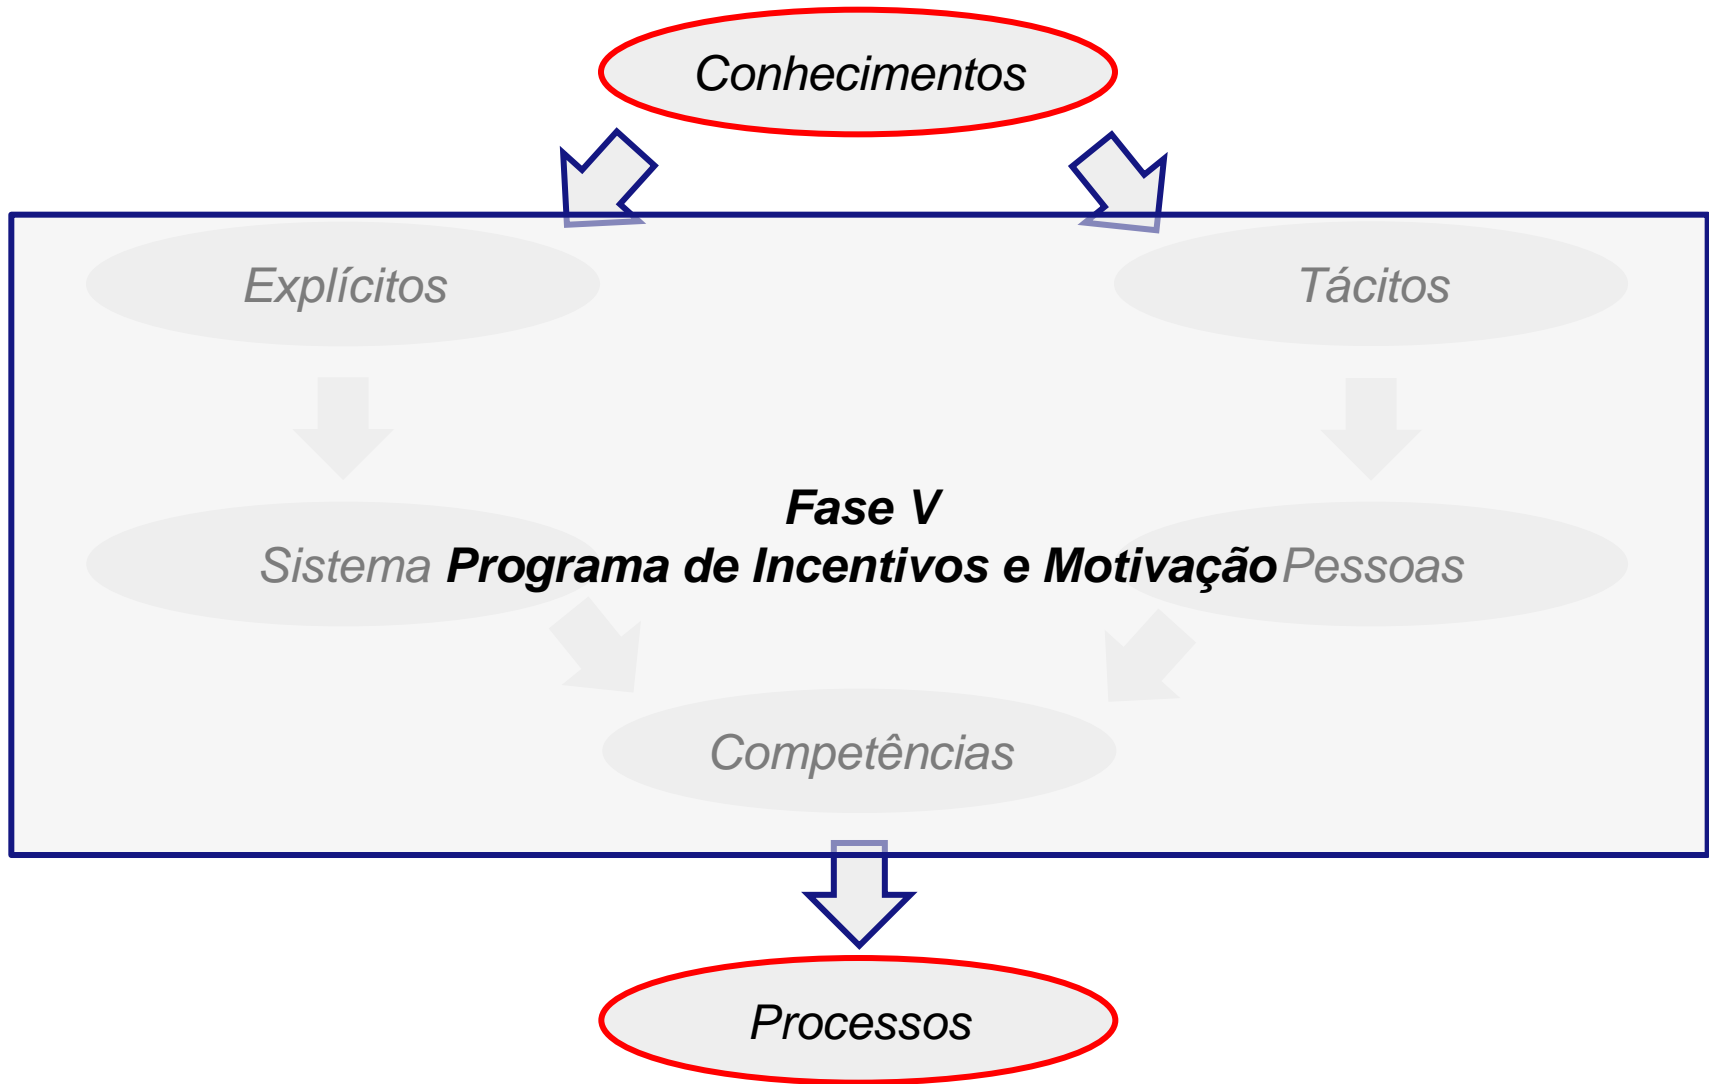 Conhecimentos
Explícitos
Tácitos
Fase V
Sistema
Programa de Incentivos e Motivação
Pessoas
Competências
Processos